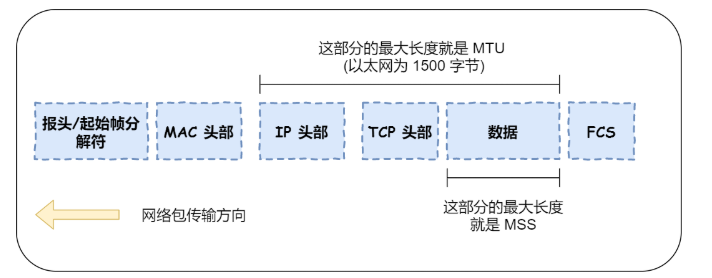 这部分的最大长度就是 MTU
(以太网为 1500 字节)
报头/起始帧分
解符
MAC 头部
IP 头部
TCP 头部
数据
FCS
网络包传输方向
这部分的最大长度
就是 MSS